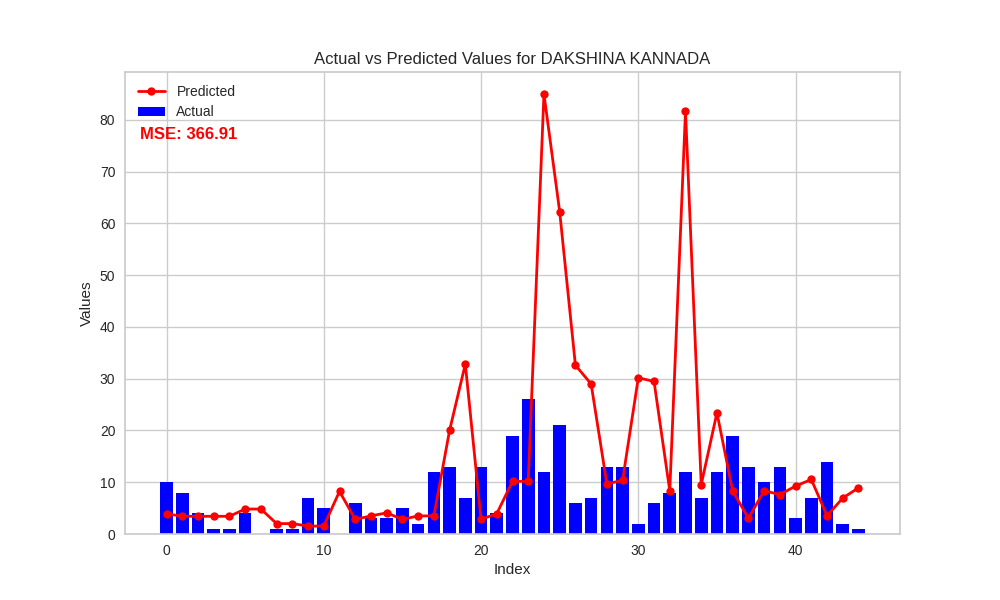 Actual vs Predicted Values for DAKSHINA KANNADA
Predicted
Actual
MSE: 366.91
Values
80
70
60
50
40
30
20
10
0
0 10 20 30 40
Index